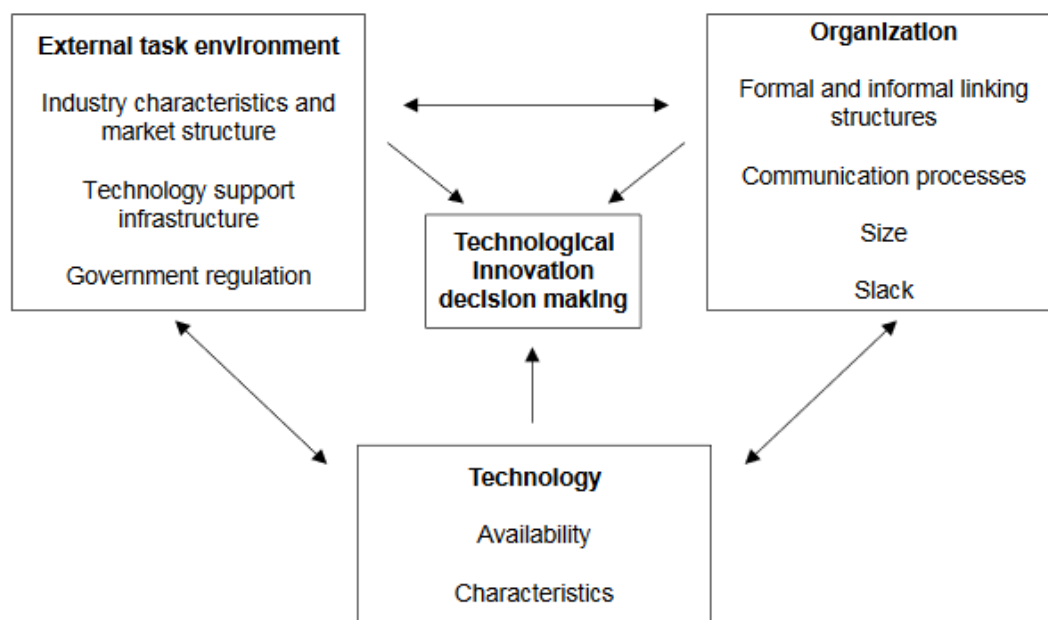 External task environment
Industry characteristics and
market structure
Technology support
infrastructure
Government regulation
Organization
Formal and informal linking
structures
Communication processes
Size
Slack
Technological
innovation
decision making
Technology
Availability
Characteristics